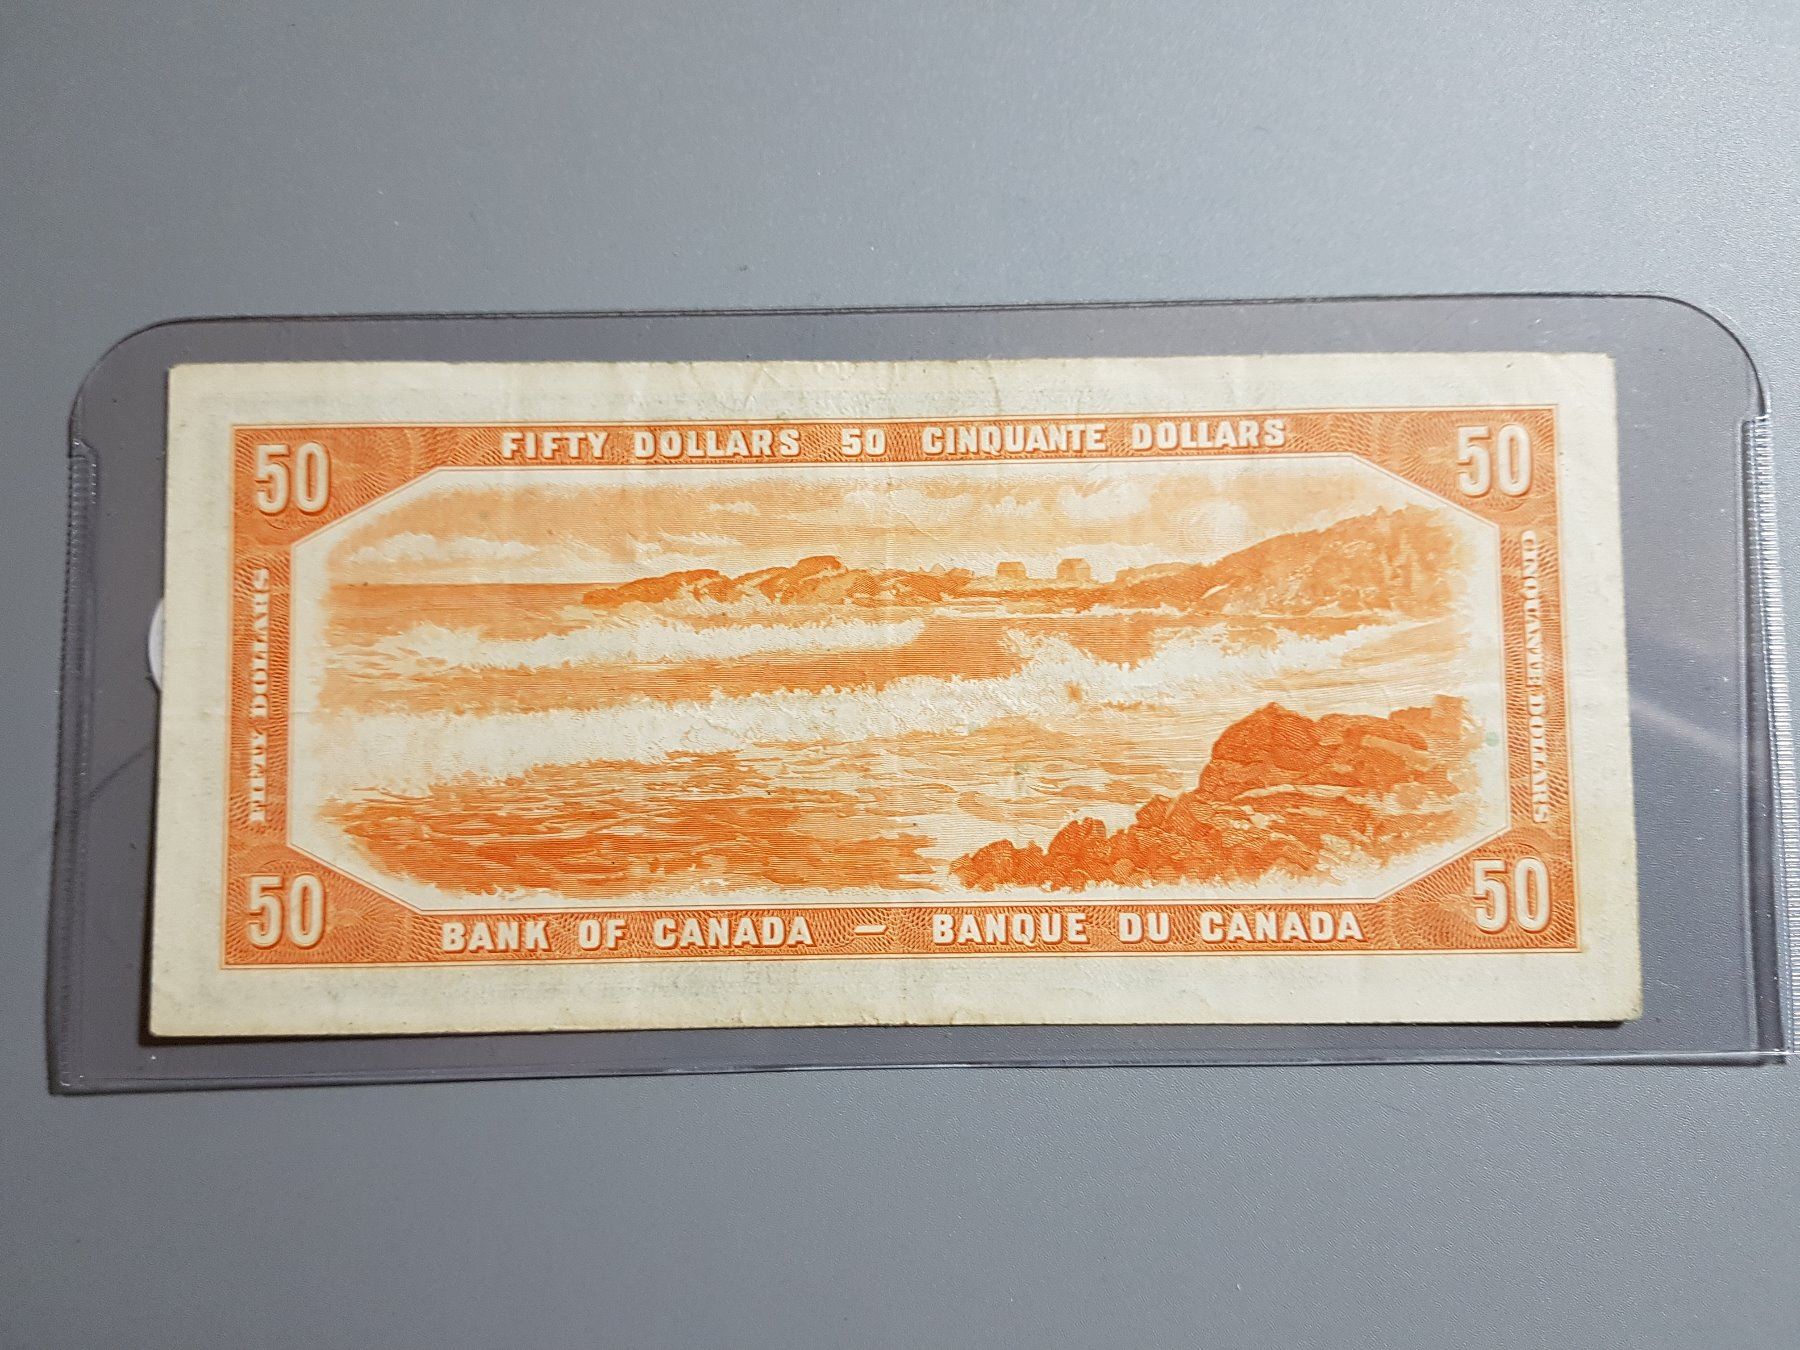 50 FIFTY DOLLARS 50 CINQUANTE DOLLARS 50
FIFTY DOLLARS
CINQUANTE DOLLARS
50 BANK OF CANADA — BANQUE DU CANADA 50